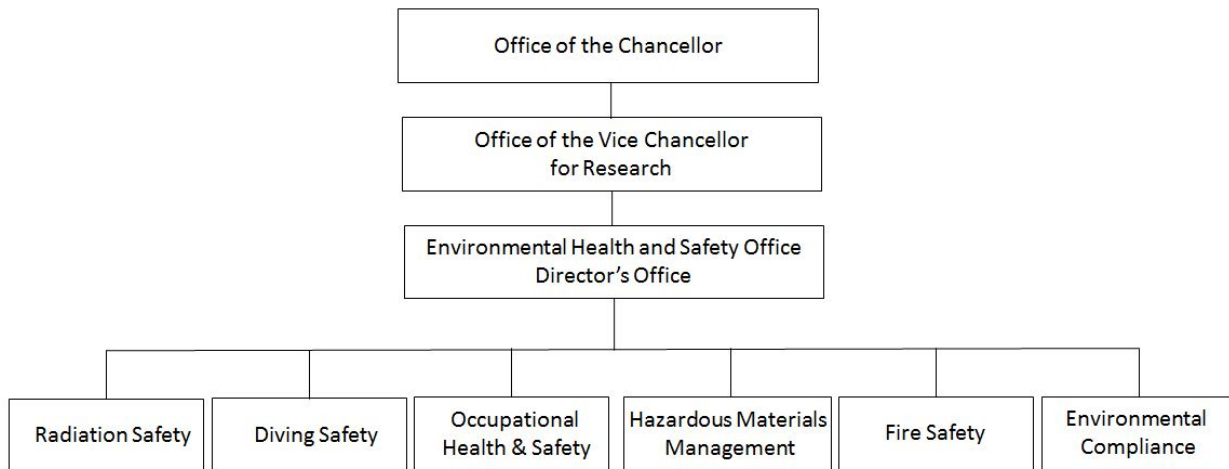 Office of the Chancellor
Office of the Vice Chancellor
for Research
Environmental Health and Safety Office
Director’s Office
Radiation Safety
Diving Safety
Occupational
Health & Safety
Hazardous Materials
Management
Fire Safety
Environmental
Compliance